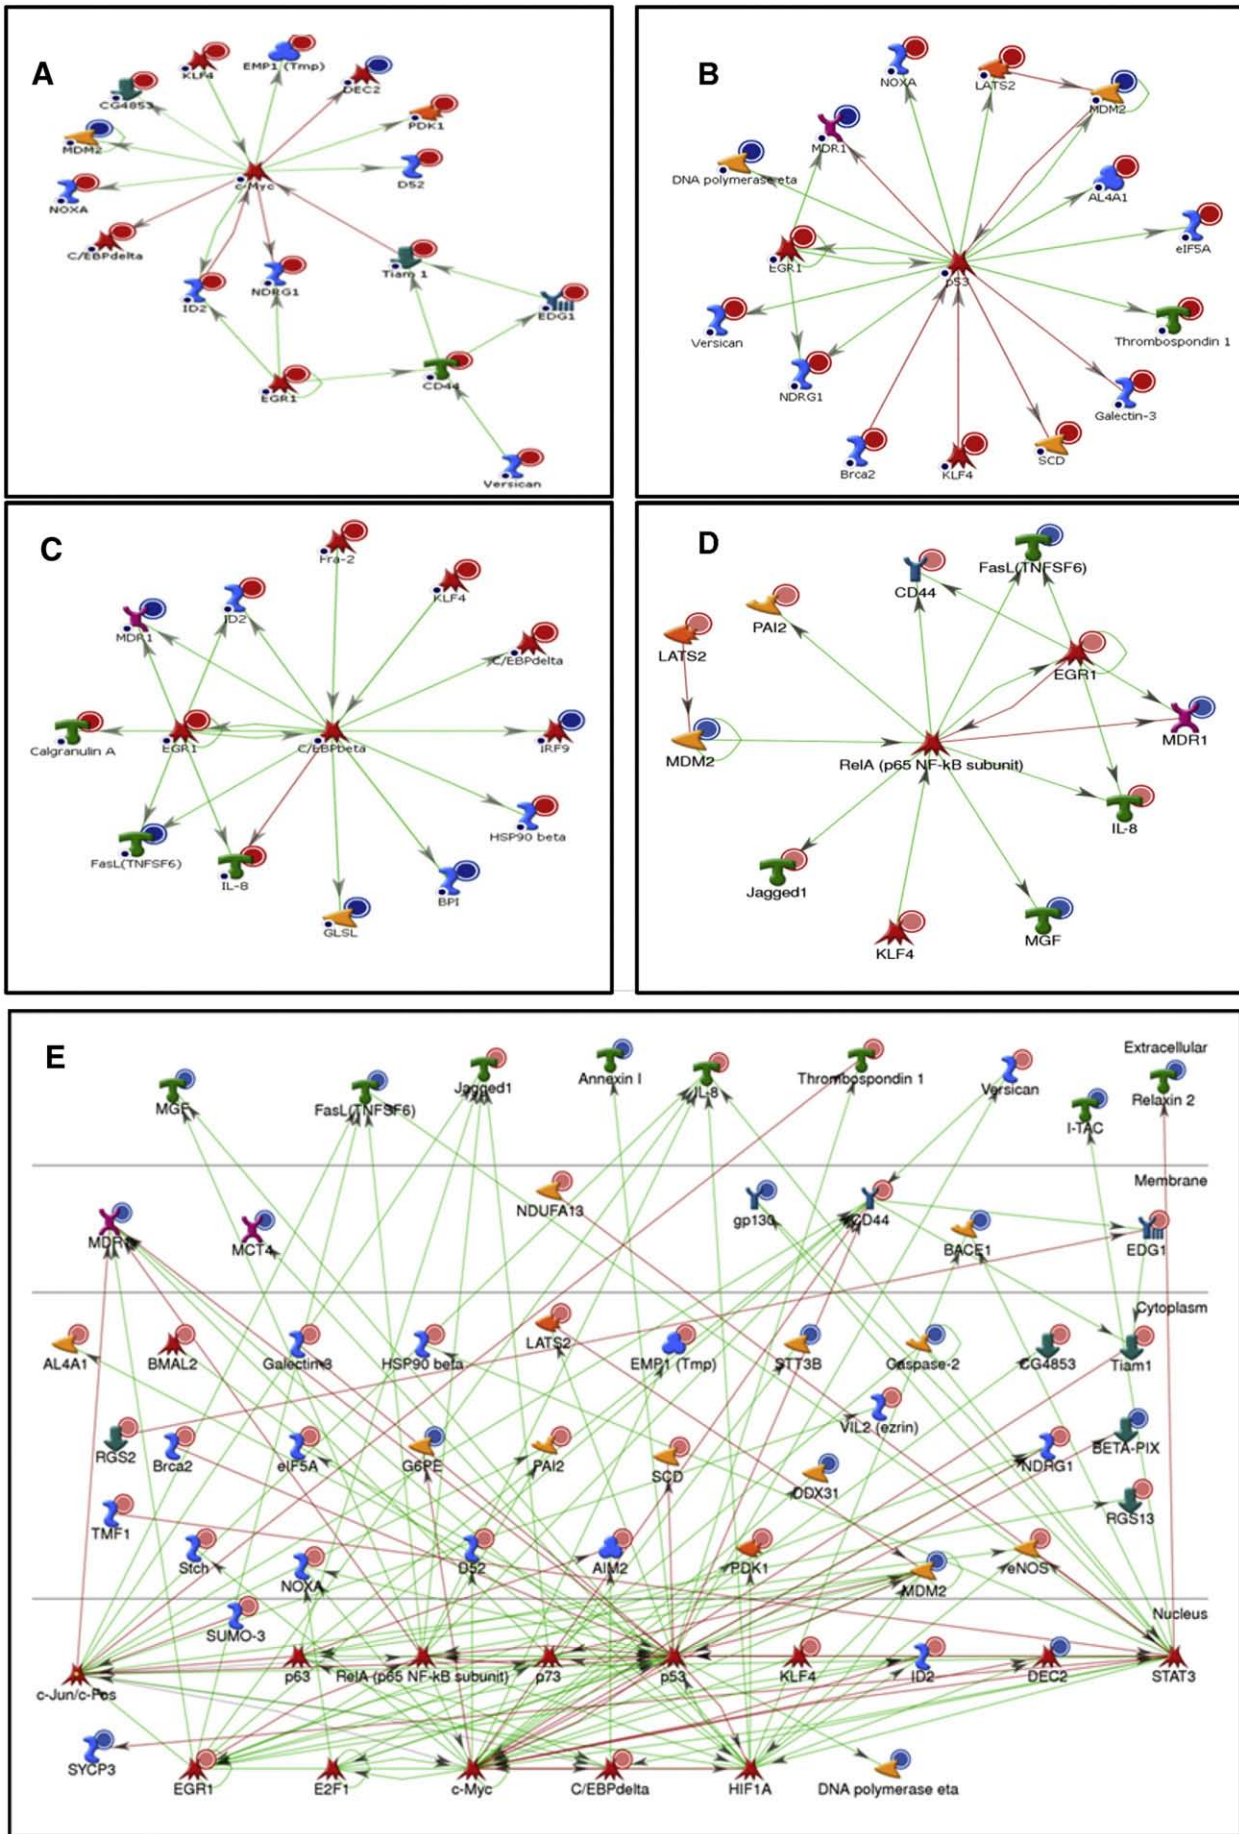 A
KLF4
EMP1 (Tmp)
DEC2
CG4853
PDK1
MDM2
c-Myc
D52
NOXA
C/EBPdelta
Tiam 1
ID2
NDRG1
EDG1
EGR1
CD44
Versican
B
NOXA
LATS2
MDM2
MDR1
DNA polymerase eta
AL4A1
eIF5A
EGR1
p53
Versican
Thrombospondin 1
NDRG1
Galectin-3
Brca2
KLF4
SCD
C
Fra-2
KLF4
ID2
MDR1
C/EBPdelta
Calgranulin A
EGR1
C/EBPbeta
IRF9
HSP90 beta
FasL(TNFSF6)
IL-8
BPI
GLSL
D
FasL(TNFSF6)
CD44
PAI2
LATS2
EGR1
MDR1
MDM2
RelA (p65 NF-kB subunit)
IL-8
Jagged1
KLF4
MGF
E
Extracellular
MGF
FasL(TNFSF6)
Jagged1
Annexin I
IL-8
Thrombospondin 1
Versican
I-TAC
Relaxin 2
Membrane
MDR1
MCT4
NDUFA13
gp130
CD44
BACE1
EDG1
Cytoplasm
AL4A1
BMAL2
Galectin-3
HSP90 beta
LATS2
EMP1 (Tmp)
STT3B
Caspase-2
CG4853
Tiam1
RGS2
Brca2
eIF5A
G6PE
PAI2
SCD
VIL2 (ezrin)
DDX31
NDRG1
BETA-PIX
TMF1
Stch
NOXA
D52
AIM2
PDK1
MDM2
eNOS
RGS13
Nucleus
SUMO-3
c-Jun/c-Fos
p63
RelA (p65 NF-kB subunit)
p73
p53
KLF4
ID2
DEC2
STAT3
SYCP3
EGR1
E2F1
c-Myc
C/EBPdelta
HIF1A
DNA polymerase eta